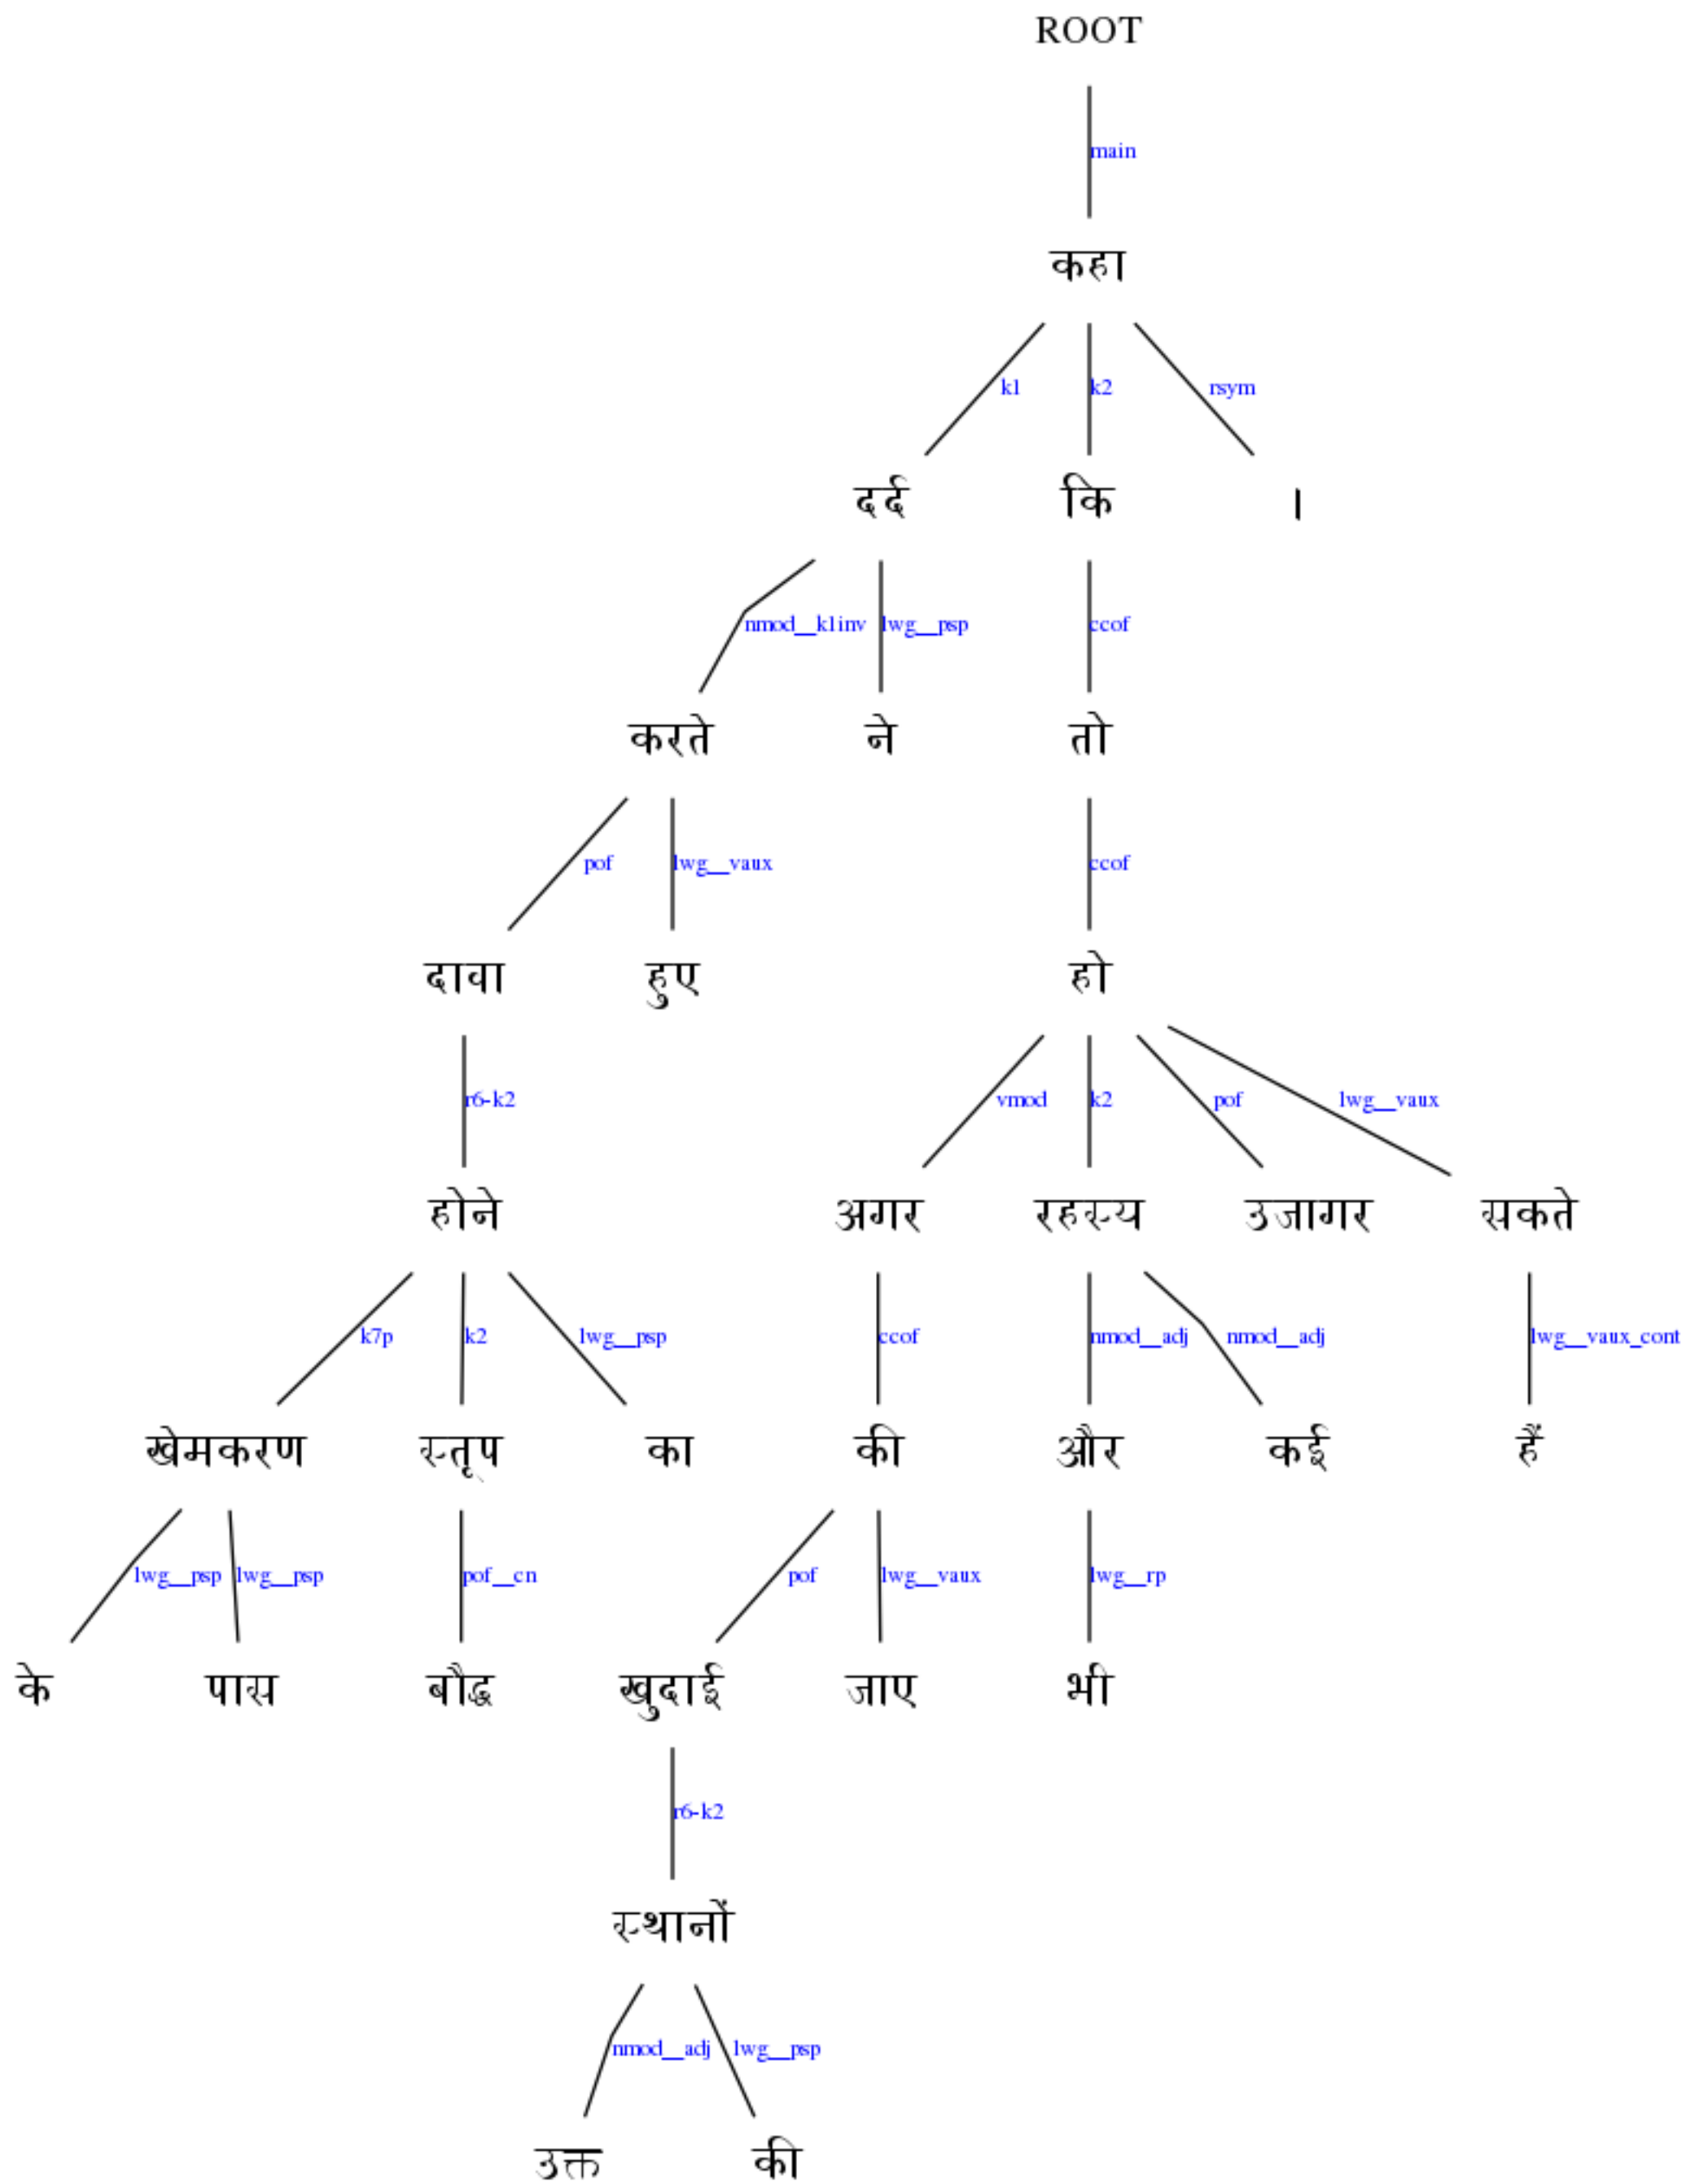 ROOT
main
कहा
k1 k2 rsym
दर्द कि ।
nmod__k1inv lwg__psp ccof
करते ने तो
pof lwg__vaux ccof
दावा हुए हो
r6-k2 vmod k2 pof lwg__vaux
होने अगर रहस्य उजागर सकते
k7p k2 lwg__psp ccof nmod__adj nmod__adj lwg__vaux_cont
खेमकरण स्तूप का की और कई हैं
lwg__psp lwg__psp pof__cn pof lwg__vaux lwg__rp
के पास बौद्ध खुदाई जाए भी
r6-k2
स्थानों
nmod__adj lwg__psp
उक्त की